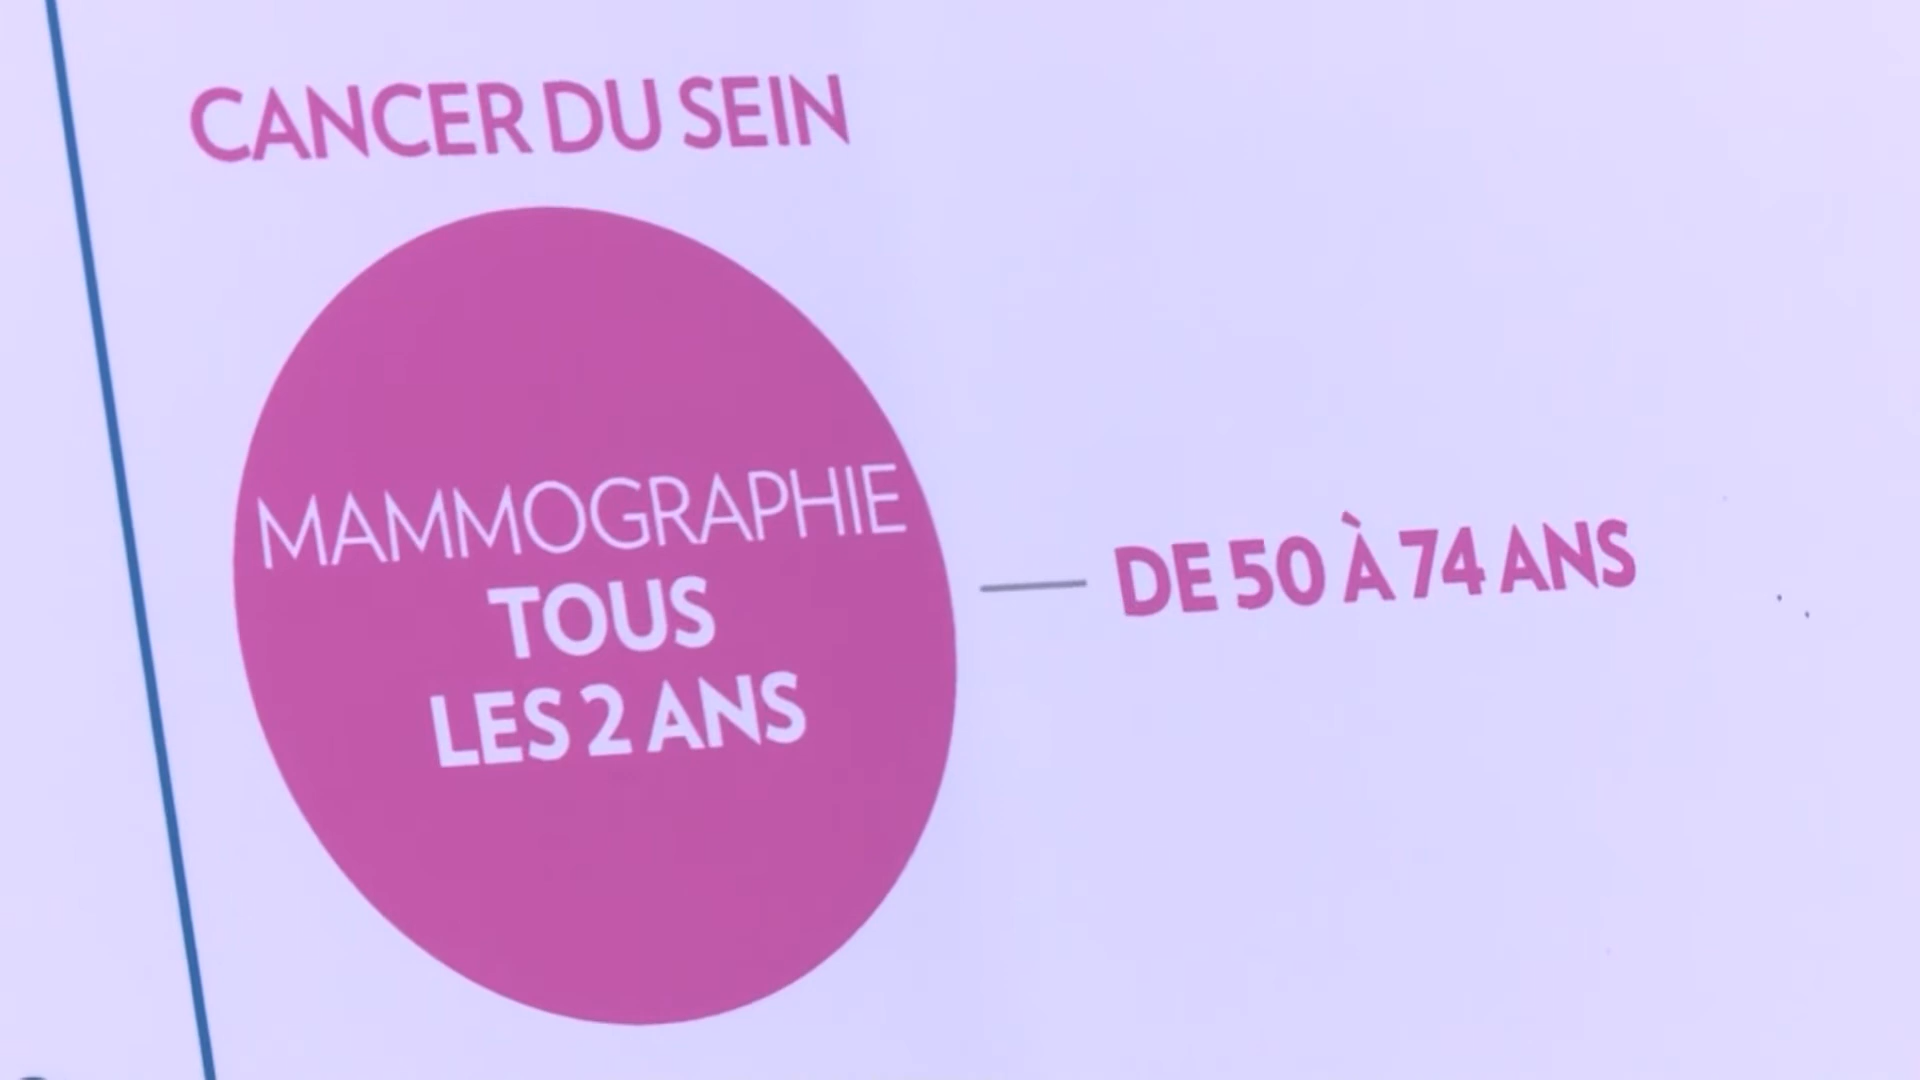 CANCER DU SEIN
MAMMOGRAPHIE
TOUS
LES 2 ANS
DE 50 À 74 ANS